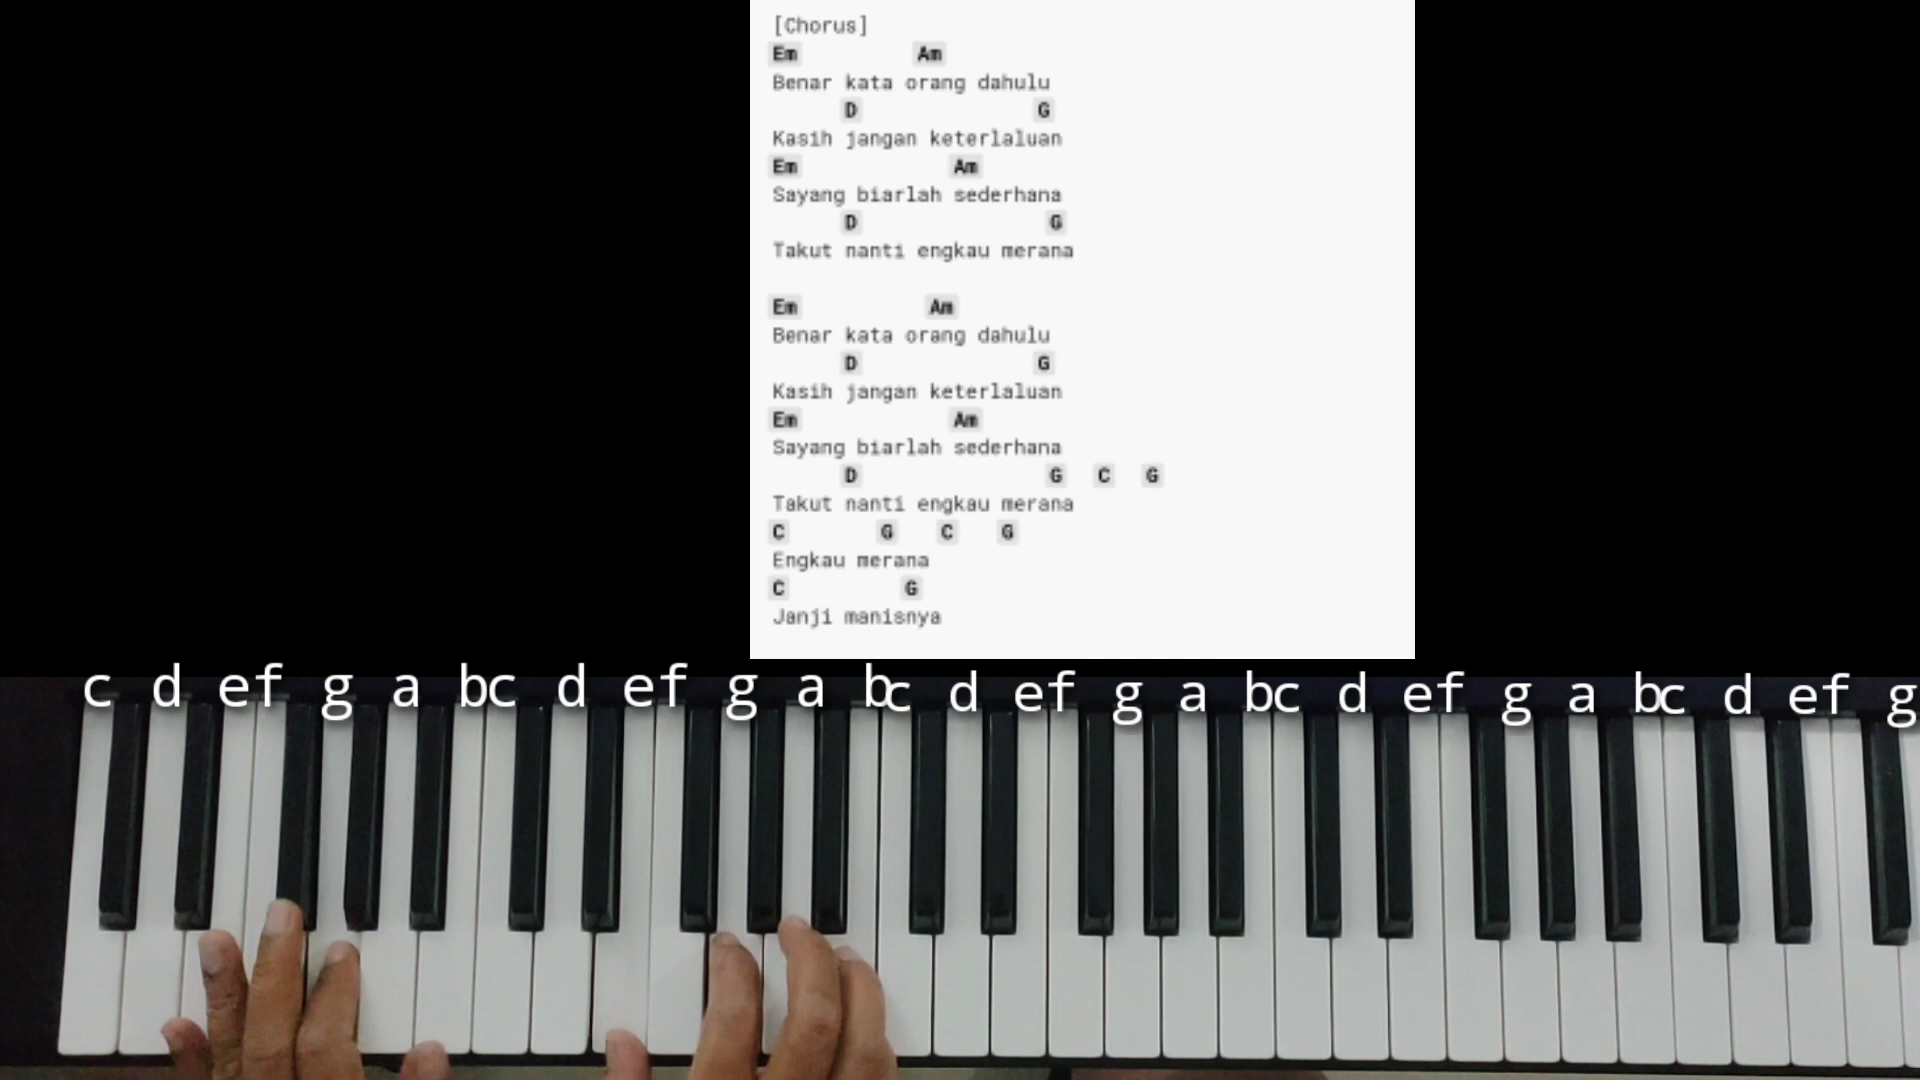 [Chorus]
Em Am
Benar kata orang dahulu
D G
Kasih jangan keterlaluan
Em Am
Sayang biarlah sederhana
D G
Takut nanti engkau merana
Em Am
Benar kata orang dahulu
D G
Kasih jangan keterlaluan
Em Am
Sayang biarlah sederhana
D G C G
Takut nanti engkau merana
C G C G
Engkau merana
C G
Janji manisnya
c d ef g a bc d ef g a bc d ef g a bc d ef g a bc d ef g